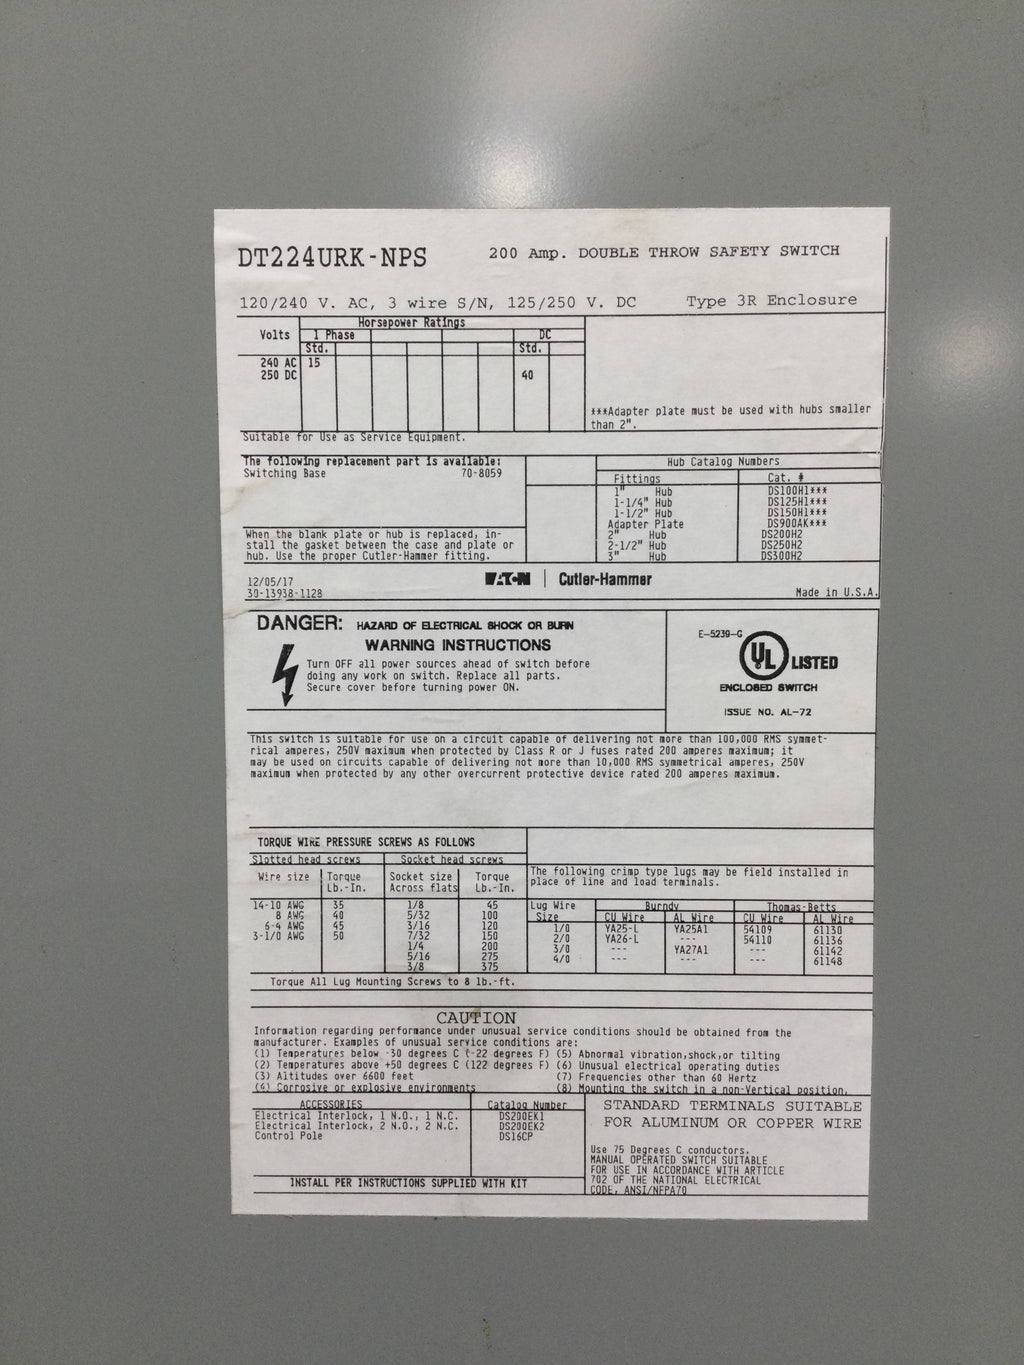 DT224URK-NPS 200 Amp. DOUBLE THROW SAFETY SWITCH
120/240 V. AC, 3 wire S/N, 125/250 V. DC Type 3R Enclosure
Horsepower Ratings
Volts 1 Phase DC
Std. Std.
240 AC 15
250 DC 40
***Adapter plate must be used with hubs smaller
than 2".
Suitable for Use as Service Equipment.
The following replacement part is available:
Switching Base 70-8059
When the blank plate or hub is replaced, in-
stall the gasket between the case and plate or
hub. Use the proper Cutler-Hammer fitting.
Hub Catalog Numbers
Fittings Cat. #
1" Hub DS100H1***
1-1/4" Hub DS125H1***
1-1/2" Hub DS150H1***
Adapter Plate DS900AK***
2" Hub DS200H2
2-1/2" Hub DS250H2
3" Hub DS300H2
12/05/17
30-13938-1128
EATON | Cutler-Hammer
Made in U.S.A.
DANGER: HAZARD OF ELECTRICAL SHOCK OR BURN
WARNING INSTRUCTIONS
Turn OFF all power sources ahead of switch before
doing any work on switch. Replace all parts.
Secure cover before turning power ON.
E-5239-G
UL LISTED
ENCLOSED SWITCH
ISSUE NO. AL-72
This switch is suitable for use on a circuit capable of delivering not more than 100,000 RMS symmet-
rical amperes, 250V maximum when protected by Class R or J fuses rated 200 amperes maximum; it
may be used on circuits capable of delivering not more than 10,000 RMS symmetrical amperes, 250V
maximum when protected by any other overcurrent protective device rated 200 amperes maximum.
TORQUE WIRE PRESSURE SCREWS AS FOLLOWS
Slotted head screws Socket head screws
Wire size Torque Lb.-In. Socket size Across flats Torque Lb.-In.
14-10 AWG 35 1/8 45
8 AWG 40 5/32 100
6-4 AWG 45 3/16 120
3-1/0 AWG 50 7/32 150
1/4 200
5/16 275
3/8 375
The following crimp type lugs may be field installed in
place of line and load terminals.
Lug Wire Size Burndy Thomas-Betts
CU Wire AL Wire CU Wire AL Wire
1/0 YA25-L YA25A1 54109 61130
2/0 YA26-L --- 54110 61136
3/0 --- YA27A1 --- 61142
4/0 --- --- 61148
Torque All Lug Mounting Screws to 8 lb.-ft.
CAUTION
Information regarding performance under unusual service conditions should be obtained from the
manufacturer. Examples of unusual service conditions are:
(1) Temperatures below -30 degrees C (-22 degrees F) (5) Abnormal vibration,shock,or tilting
(2) Temperatures above +50 degrees C (122 degrees F) (6) Unusual electrical operating duties
(3) Altitudes over 6600 feet (7) Frequencies other than 60 Hertz
(4) Corrosive or explosive environments (8) Mounting the switch in a non-Vertical position.
ACCESSORIES Catalog Number
Electrical Interlock, 1 N.O., 1 N.C. DS200EK1
Electrical Interlock, 2 N.O., 2 N.C. DS200EK2
Control Pole DS16CP
INSTALL PER INSTRUCTIONS SUPPLIED WITH KIT
STANDARD TERMINALS SUITABLE
FOR ALUMINUM OR COPPER WIRE
Use 75 Degrees C conductors.
MANUAL OPERATED SWITCH SUITABLE
FOR USE IN ACCORDANCE WITH ARTICLE
702 OF THE NATIONAL ELECTRICAL
CODE, ANSI/NFPA70